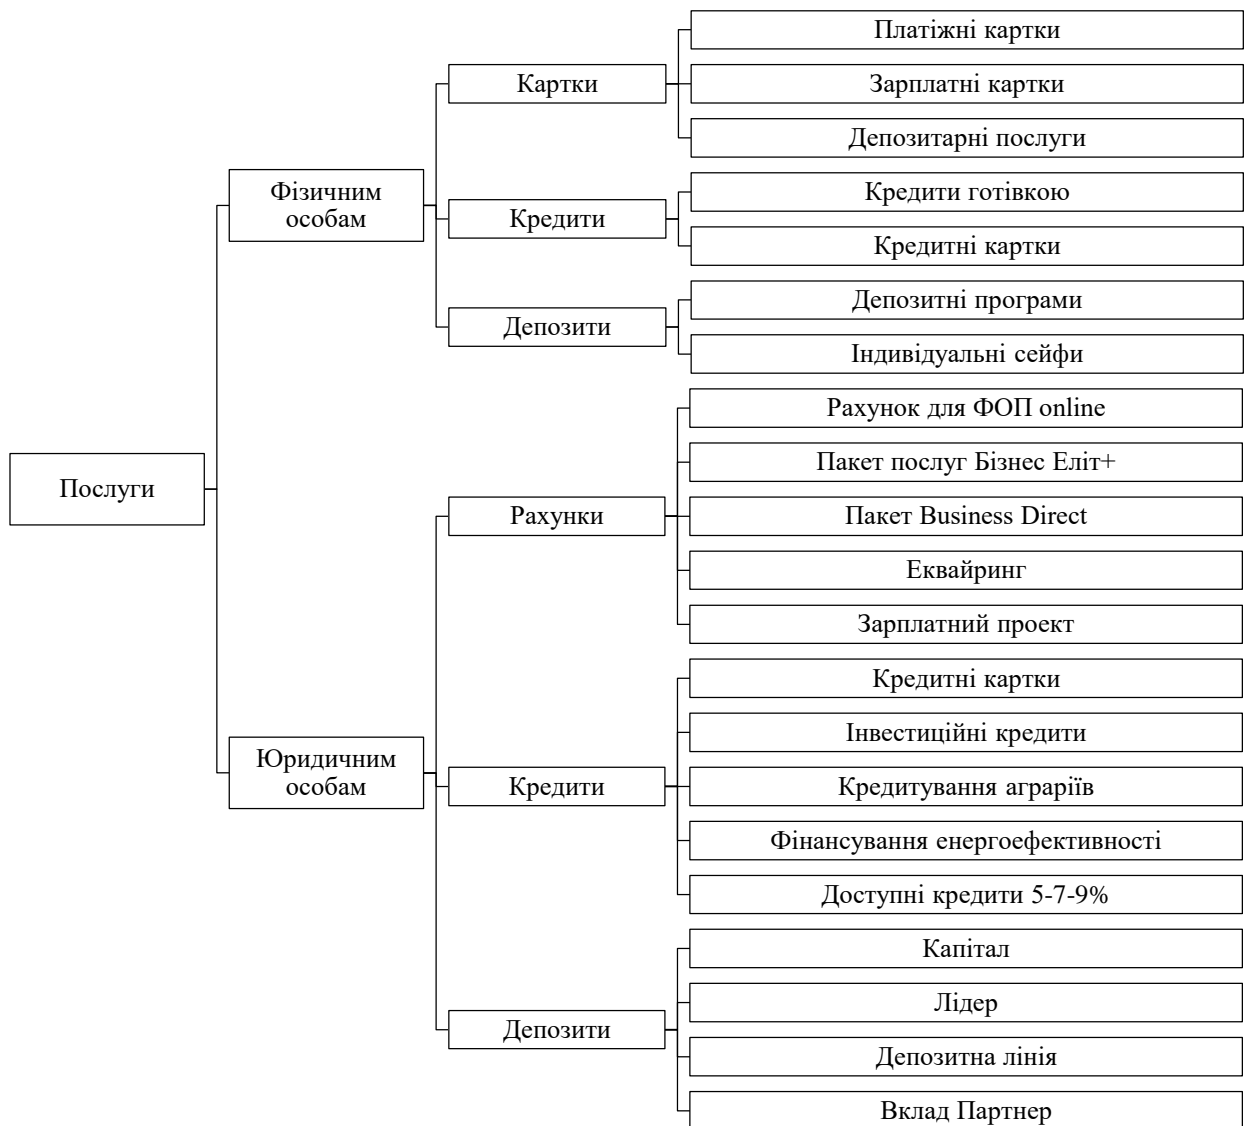 Послуги
Фізичним
особам
Картки
Платіжні картки
Зарплатні картки
Депозитарні послуги
Кредити
Кредити готівкою
Кредитні картки
Депозити
Депозитні програми
Індивідуальні сейфи
Юридичним
особам
Рахунки
Рахунок для ФОП online
Пакет послуг Бізнес Еліт+
Пакет Business Direct
Еквайринг
Зарплатний проект
Кредити
Кредитні картки
Інвестиційні кредити
Кредитування аграріїв
Фінансування енергоефективності
Доступні кредити 5-7-9%
Депозити
Капітал
Лідер
Депозитна лінія
Вклад Партнер